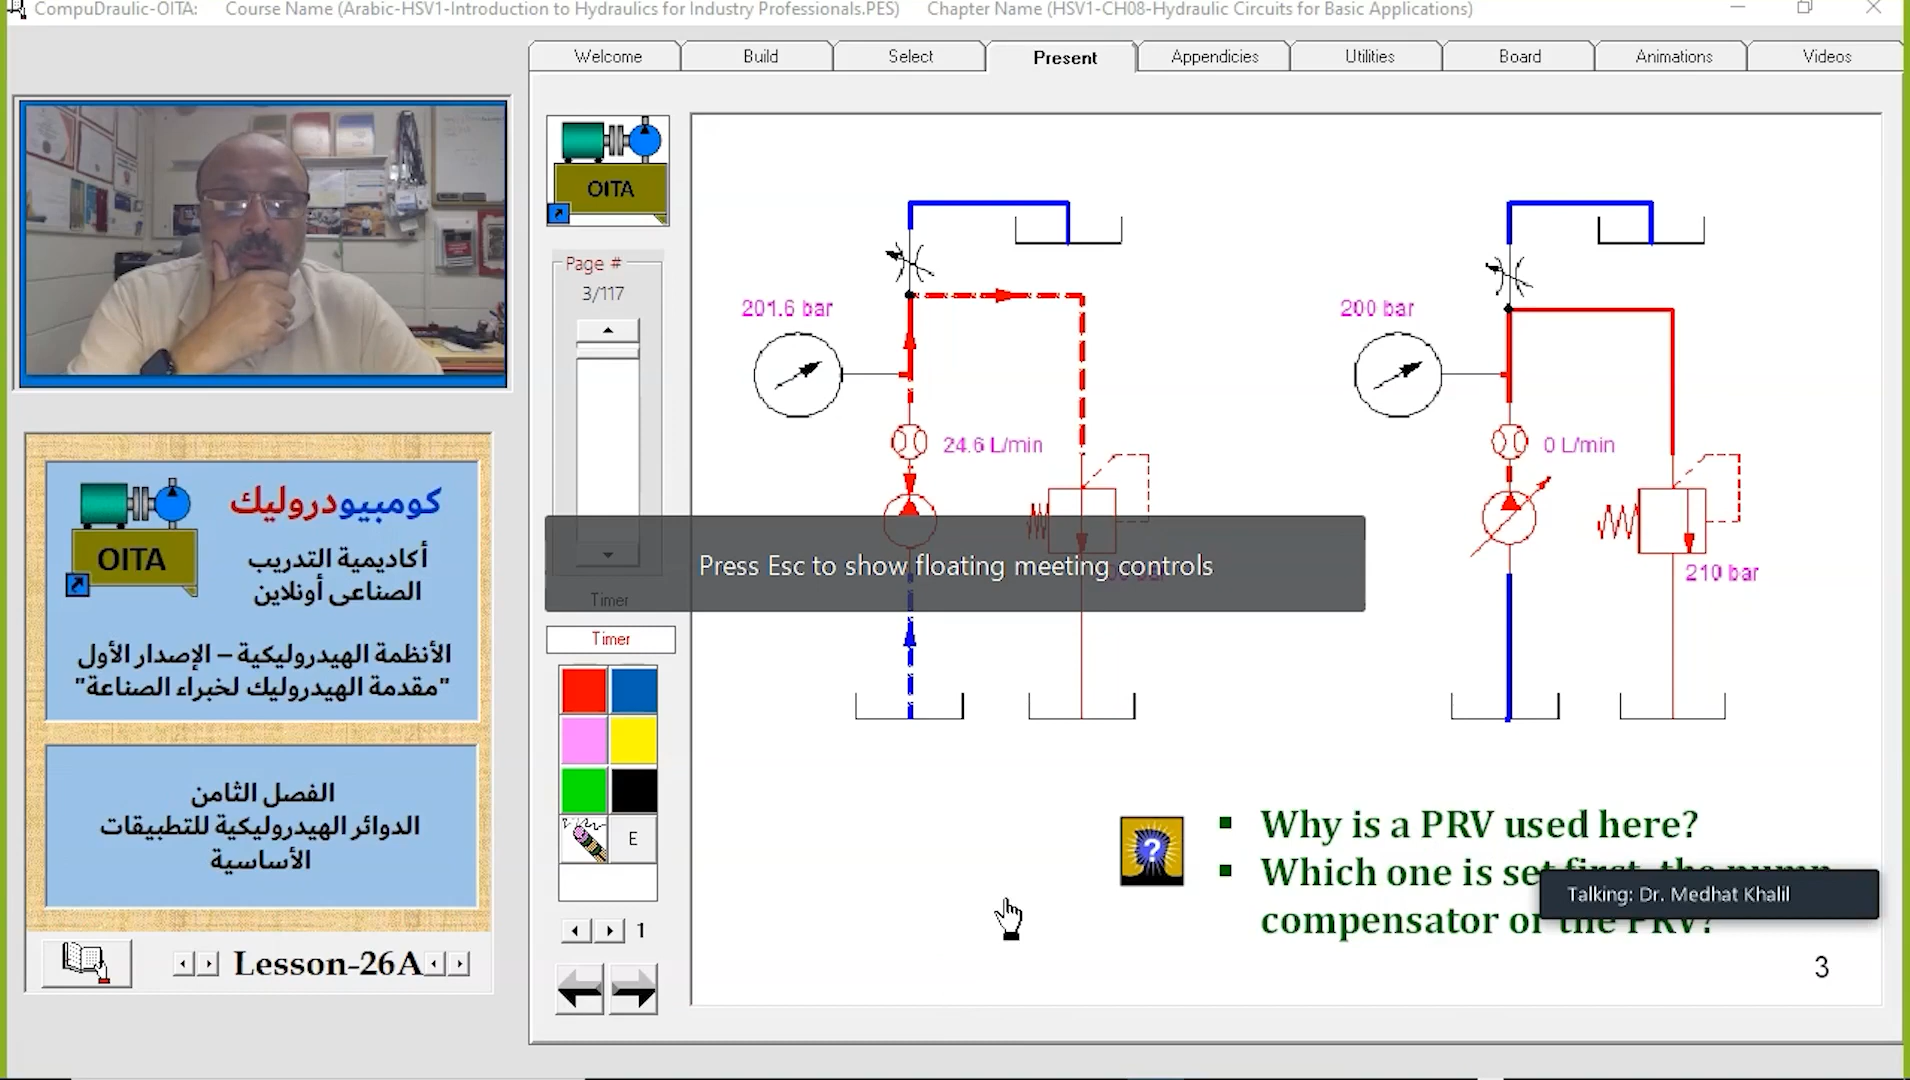 CompuDraulic-OITA: Course Name (Arabic-HSV1-Introduction to Hydraulics for Industry Professionals.PES) Chapter Name (HSV1-CH08-Hydraulic Circuits for Basic Applications)
Welcome Build Select Present Appendicies Utilities Board Animations Videos
OITA
Page #
3/117
Timer
Timer
E
1
201.6 bar
24.6 L/min
200 bar
0 L/min
210 bar
Press Esc to show floating meeting controls
Why is a PRV used here?
Which one is set first, the pump
compensator or the PRV?
Talking: Dr. Medhat Khalil
3
كومبيودروليك
OITA
أكاديمية التدريب
الصناعى أونلاين
الأنظمة الهيدروليكية – الإصدار الأول
"مقدمة الهيدروليك لخبراء الصناعة"
الفصل الثامن
الدوائر الهيدروليكية للتطبيقات
الأساسية
Lesson-26A